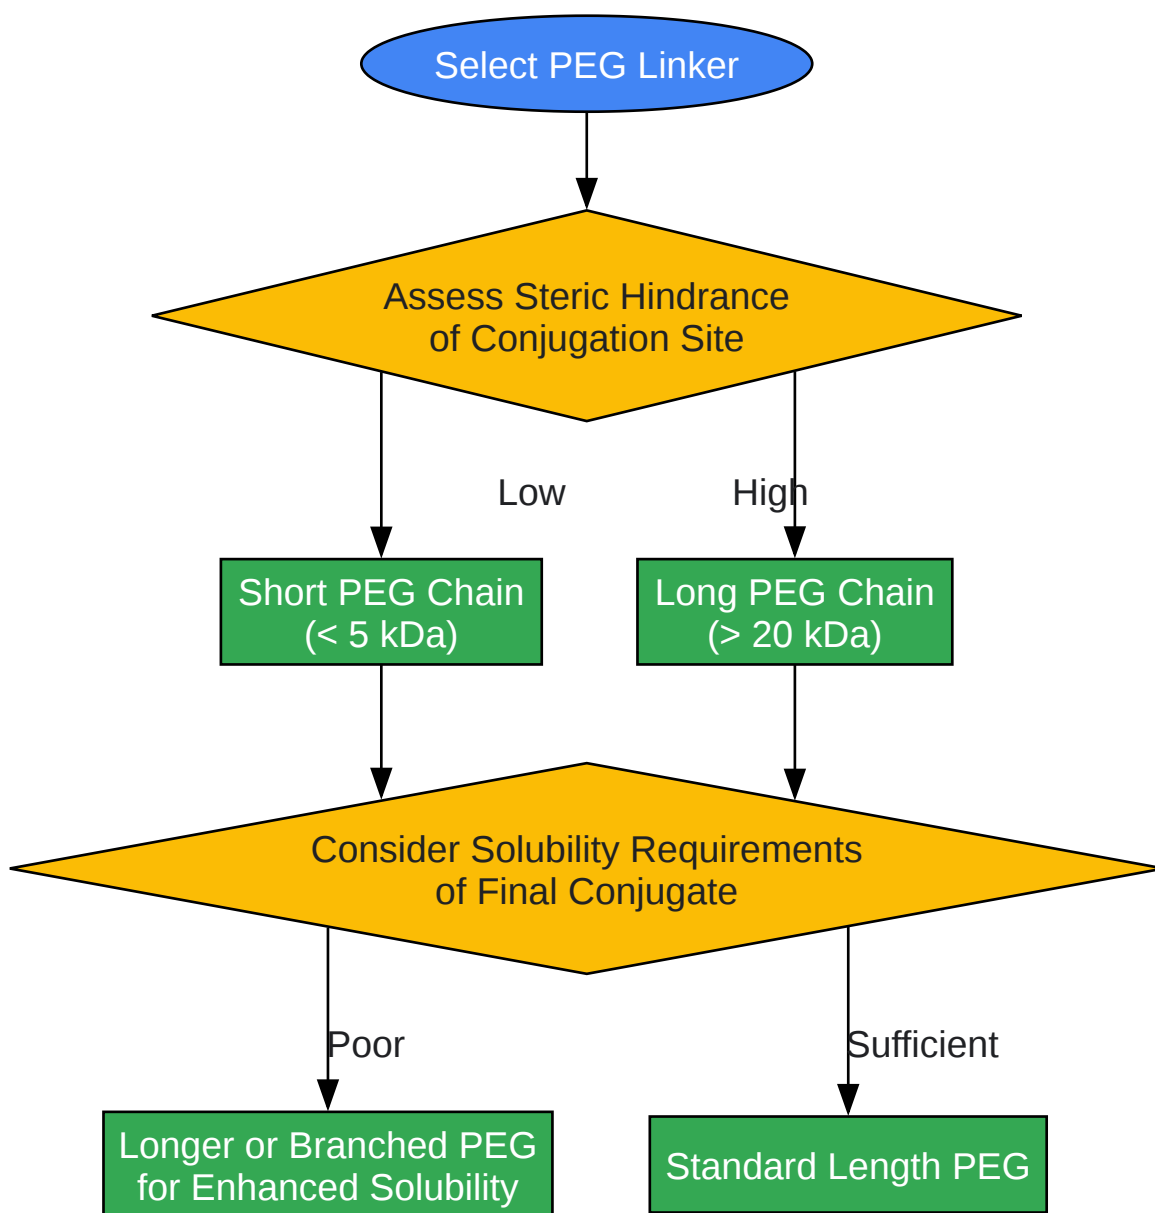 Select PEG Linker
Assess Steric Hindrance
of Conjugation Site
Low
High
Short PEG Chain
(< 5 kDa)
Long PEG Chain
(> 20 kDa)
Consider Solubility Requirements
of Final Conjugate
Poor
Sufficient
Longer or Branched PEG
for Enhanced Solubility
Standard Length PEG